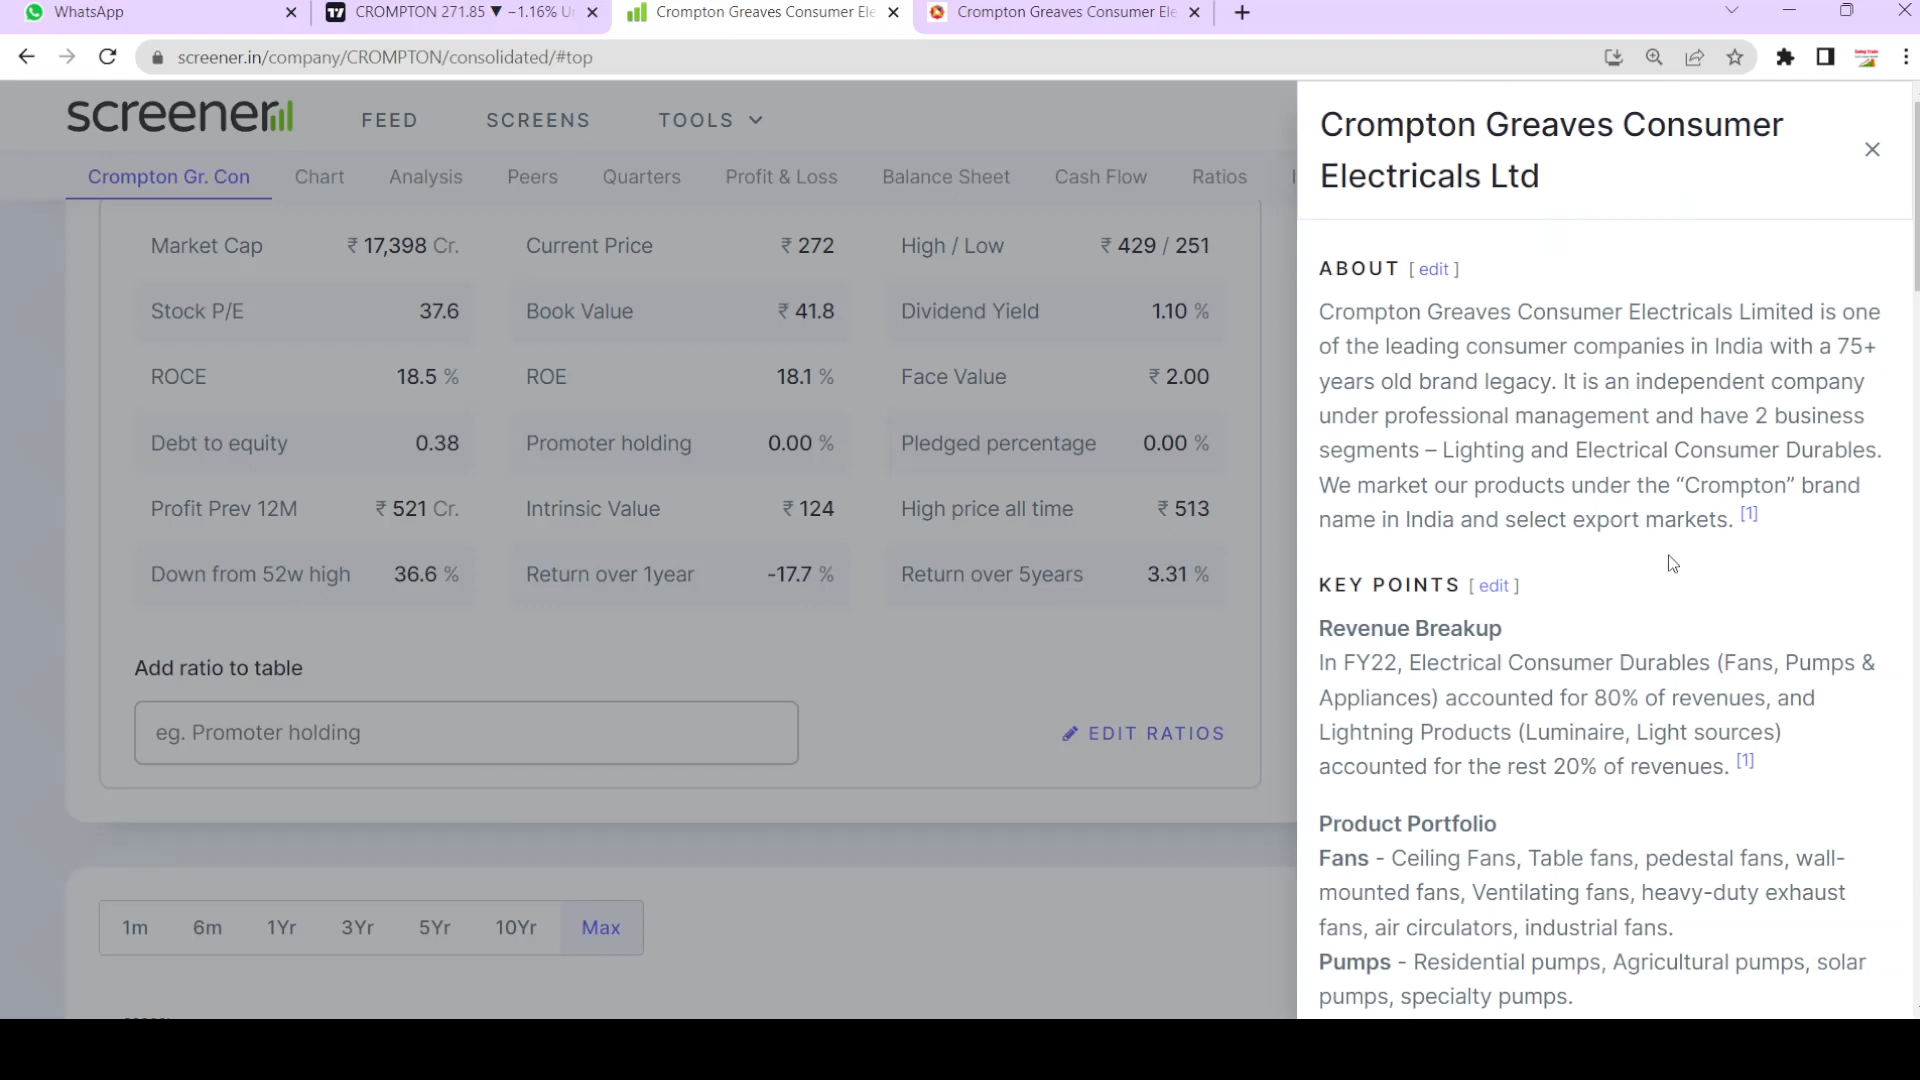 WhatsApp
CROMPTON 271.85 ▼ −1.16% U
Crompton Greaves Consumer Ele
Crompton Greaves Consumer Ele
screener.in/company/CROMPTON/consolidated/#top
screener
FEED
SCREENS
TOOLS
Crompton Gr. Con
Chart
Analysis
Peers
Quarters
Profit & Loss
Balance Sheet
Cash Flow
Ratios
Market Cap ₹ 17,398 Cr.
Current Price ₹ 272
High / Low ₹ 429 / 251
Stock P/E 37.6
Book Value ₹ 41.8
Dividend Yield 1.10 %
ROCE 18.5 %
ROE 18.1 %
Face Value ₹ 2.00
Debt to equity 0.38
Promoter holding 0.00 %
Pledged percentage 0.00 %
Profit Prev 12M ₹ 521 Cr.
Intrinsic Value ₹ 124
High price all time ₹ 513
Down from 52w high 36.6 %
Return over 1year -17.7 %
Return over 5years 3.31 %
Add ratio to table
eg. Promoter holding
EDIT RATIOS
1m
6m
1Yr
3Yr
5Yr
10Yr
Max
Crompton Greaves Consumer
Electricals Ltd
ABOUT [ edit ]
Crompton Greaves Consumer Electricals Limited is one
of the leading consumer companies in India with a 75+
years old brand legacy. It is an independent company
under professional management and have 2 business
segments – Lighting and Electrical Consumer Durables.
We market our products under the “Crompton” brand
name in India and select export markets. [1]
KEY POINTS [ edit ]
Revenue Breakup
In FY22, Electrical Consumer Durables (Fans, Pumps &
Appliances) accounted for 80% of revenues, and
Lightning Products (Luminaire, Light sources)
accounted for the rest 20% of revenues. [1]
Product Portfolio
Fans - Ceiling Fans, Table fans, pedestal fans, wall-
mounted fans, Ventilating fans, heavy-duty exhaust
fans, air circulators, industrial fans.
Pumps - Residential pumps, Agricultural pumps, solar
pumps, specialty pumps.